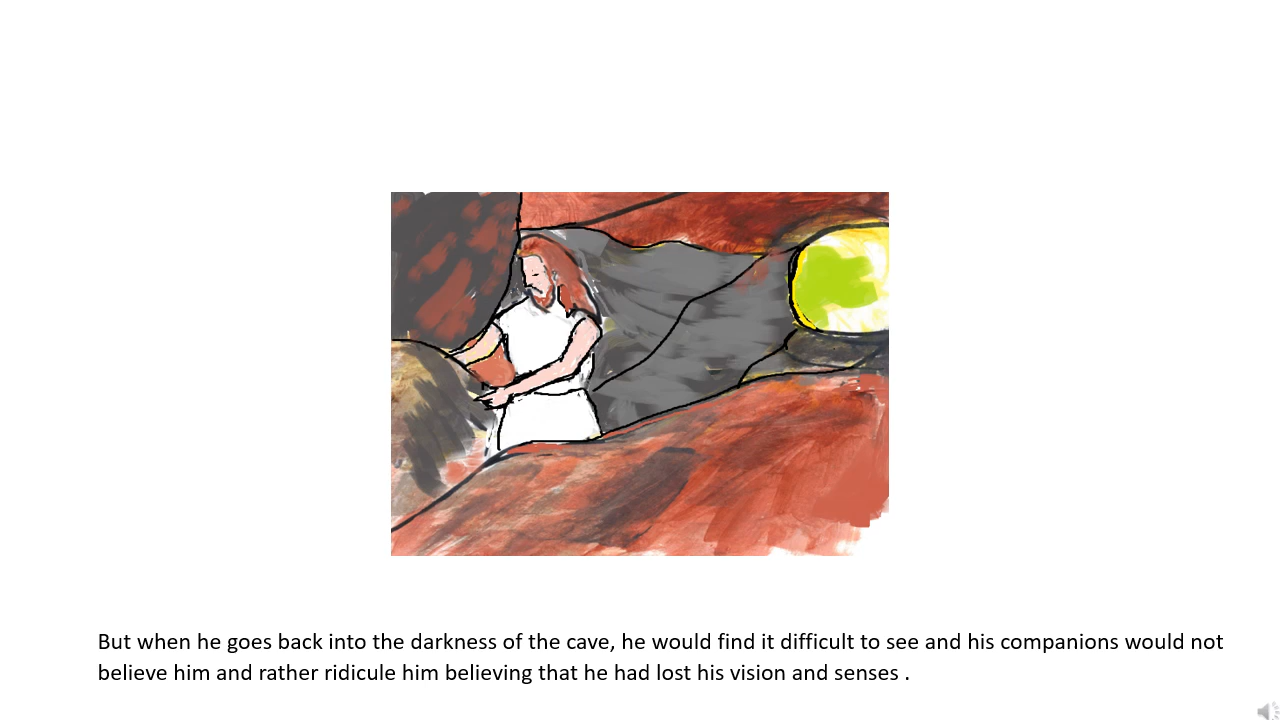 But when he goes back into the darkness of the cave, he would find it difficult to see and his companions would not
believe him and rather ridicule him believing that he had lost his vision and senses .